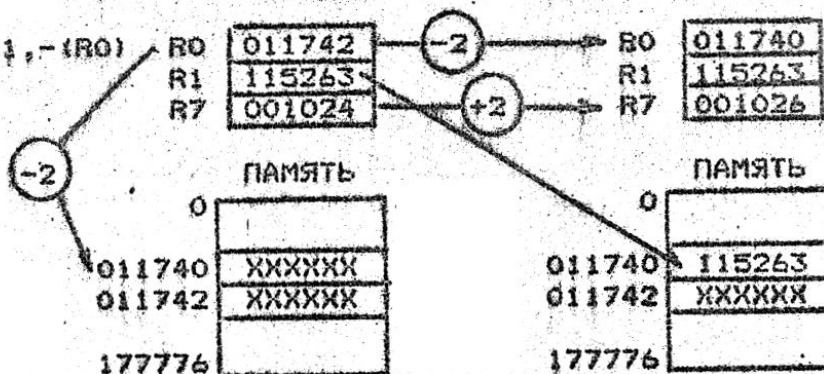 1,-(R0) R0 011742 -2 R0 011740
R1 115263 R1 115263
R7 001024 +2 R7 001026
-2
ПАМЯТЬ ПАМЯТЬ
0 0
011740 XXXXXX 011740 115263
011742 XXXXXX 011742 XXXXXX
177776 177776